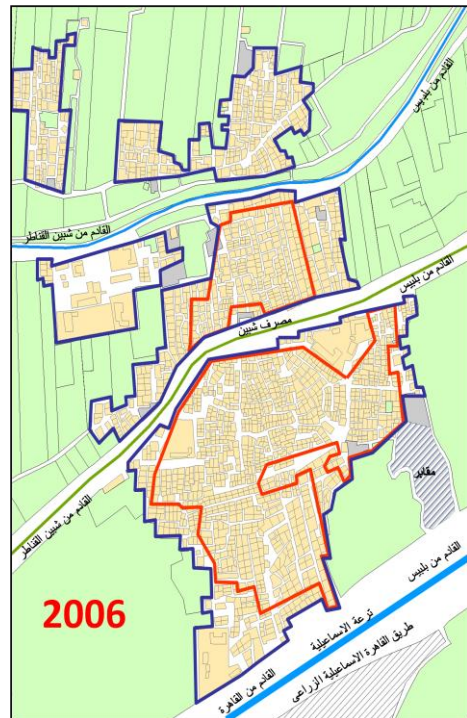 القادم من بلبيس
القادم من شبين القناطر
القادم من بلبيس
مصرف شبين
مقابر
القادم من شبين القناطر
القادم من بلبيس
2006
ترعة الاسماعيلية
طريق القاهرة الاسماعيلية الزراعى
القادم من القاهرة